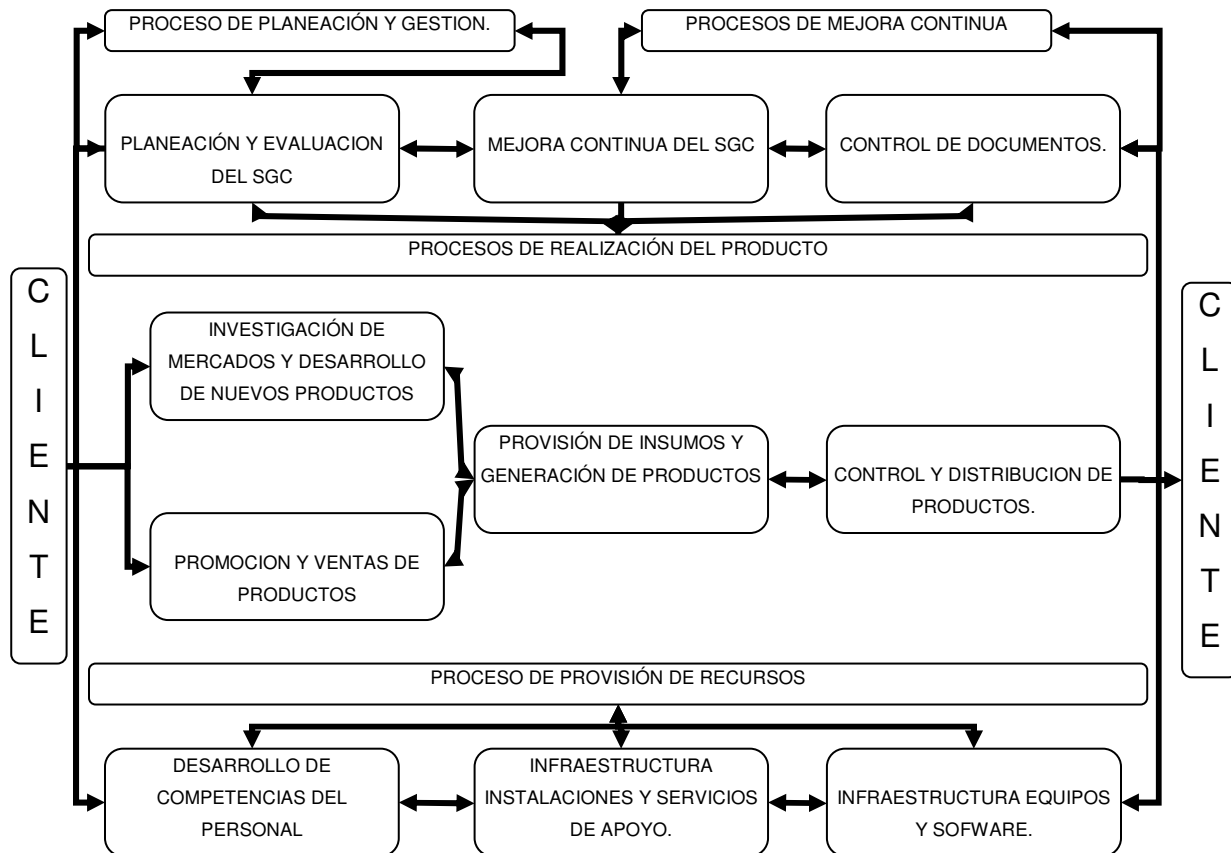 PROCESO DE PLANEACIÓN Y GESTION.
PROCESOS DE MEJORA CONTINUA
PLANEACIÓN Y EVALUACION
DEL SGC
MEJORA CONTINUA DEL SGC
CONTROL DE DOCUMENTOS.
PROCESOS DE REALIZACIÓN DEL PRODUCTO
C
L
I
E
N
T
E
INVESTIGACIÓN DE
MERCADOS Y DESARROLLO
DE NUEVOS PRODUCTOS
PROMOCION Y VENTAS DE
PRODUCTOS
PROVISIÓN DE INSUMOS Y
GENERACIÓN DE PRODUCTOS
CONTROL Y DISTRIBUCION DE
PRODUCTOS.
C
L
I
E
N
T
E
PROCESO DE PROVISIÓN DE RECURSOS
DESARROLLO DE
COMPETENCIAS DEL
PERSONAL
INFRAESTRUCTURA
INSTALACIONES Y SERVICIOS
DE APOYO.
INFRAESTRUCTURA EQUIPOS
Y SOFWARE.